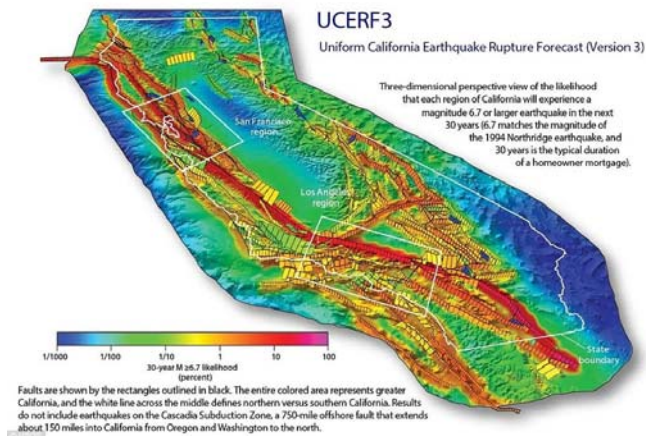 UCERF3
Uniform California Earthquake Rupture Forecast (Version 3)
Three-dimensional perspective view of the likelihood
that each region of California will experience a
magnitude 6.7 or larger earthquake in the next
30 years (6.7 matches the magnitude of
the 1994 Northridge earthquake, and
30 years is the typical duration
of a homeowner mortgage).
San Francisco
region
Los Angeles
region
State
boundary
1/1000 1/100 1/10 1 10 100
30-year M ≥6.7 likelihood
(percent)
Faults are shown by the rectangles outlined in black. The entire colored area represents greater
California, and the white line across the middle defines northern versus southern California. Results
do not include earthquakes on the Cascadia Subduction Zone, a 750-mile offshore fault that extends
about 150 miles into California from Oregon and Washington to the north.